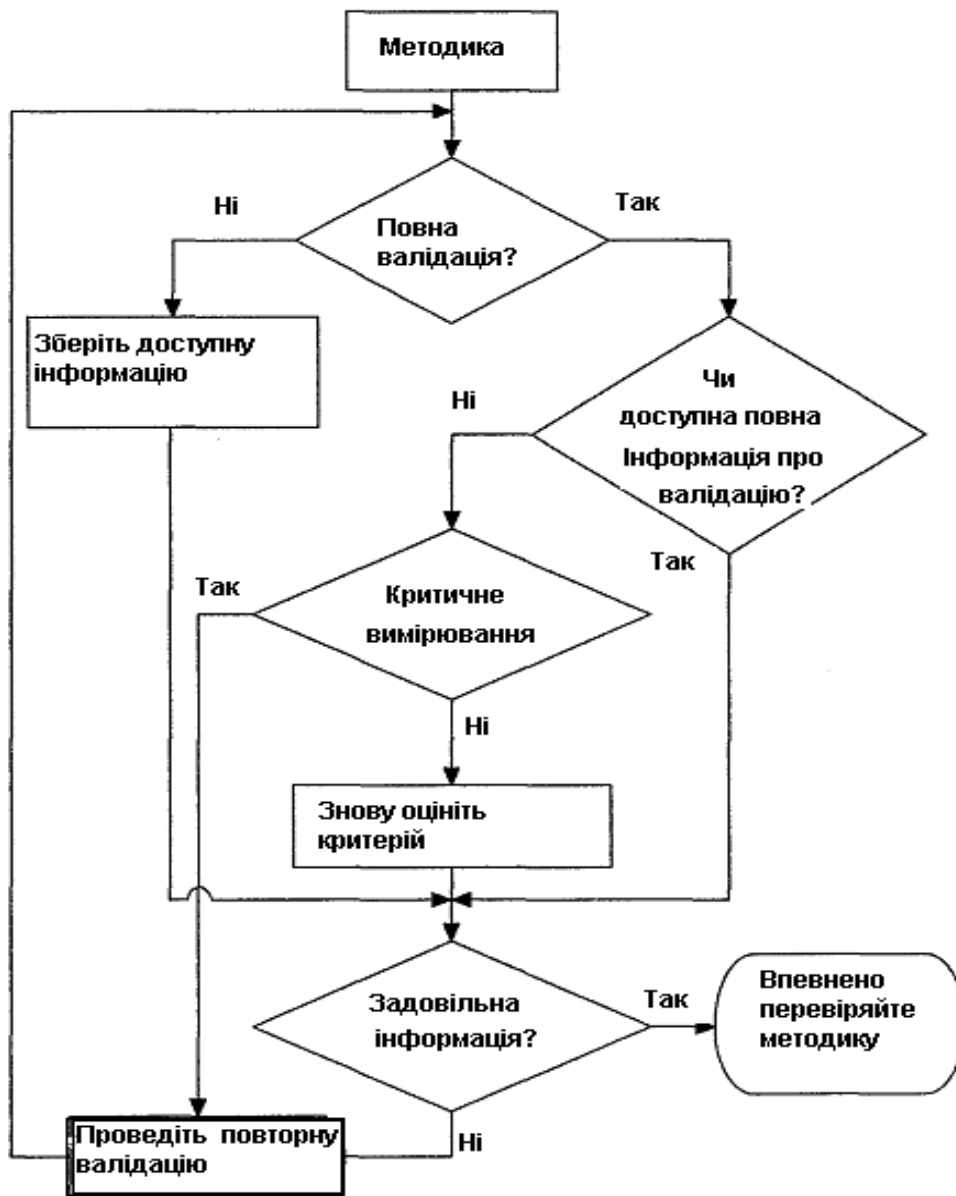 Методика
Ні
Так
Повна
валідація?
Зберіть доступну
інформацію
Ні
Чи
доступна повна
Інформація про
валідацію?
Так
Так
Критичне
вимірювання
Ні
Знову оцініть
критерій
Задовільна
інформація?
Так
Впевнено
перевіряйте
методику
Ні
Проведіть повторну
валідацію